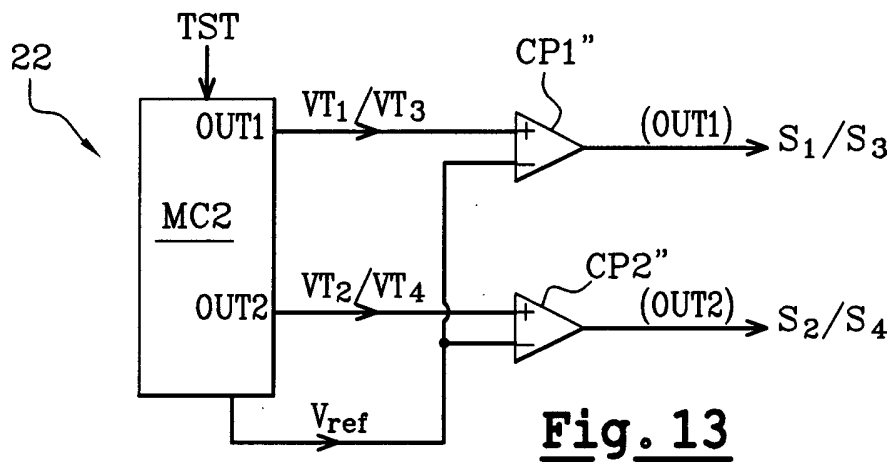 TST
22
CP1”
OUT1
VT1/VT3
+
(OUT1)
S1/S3
−
MC2
CP2”
OUT2
VT2/VT4
+
(OUT2)
S2/S4
−
Vref
Fig. 13